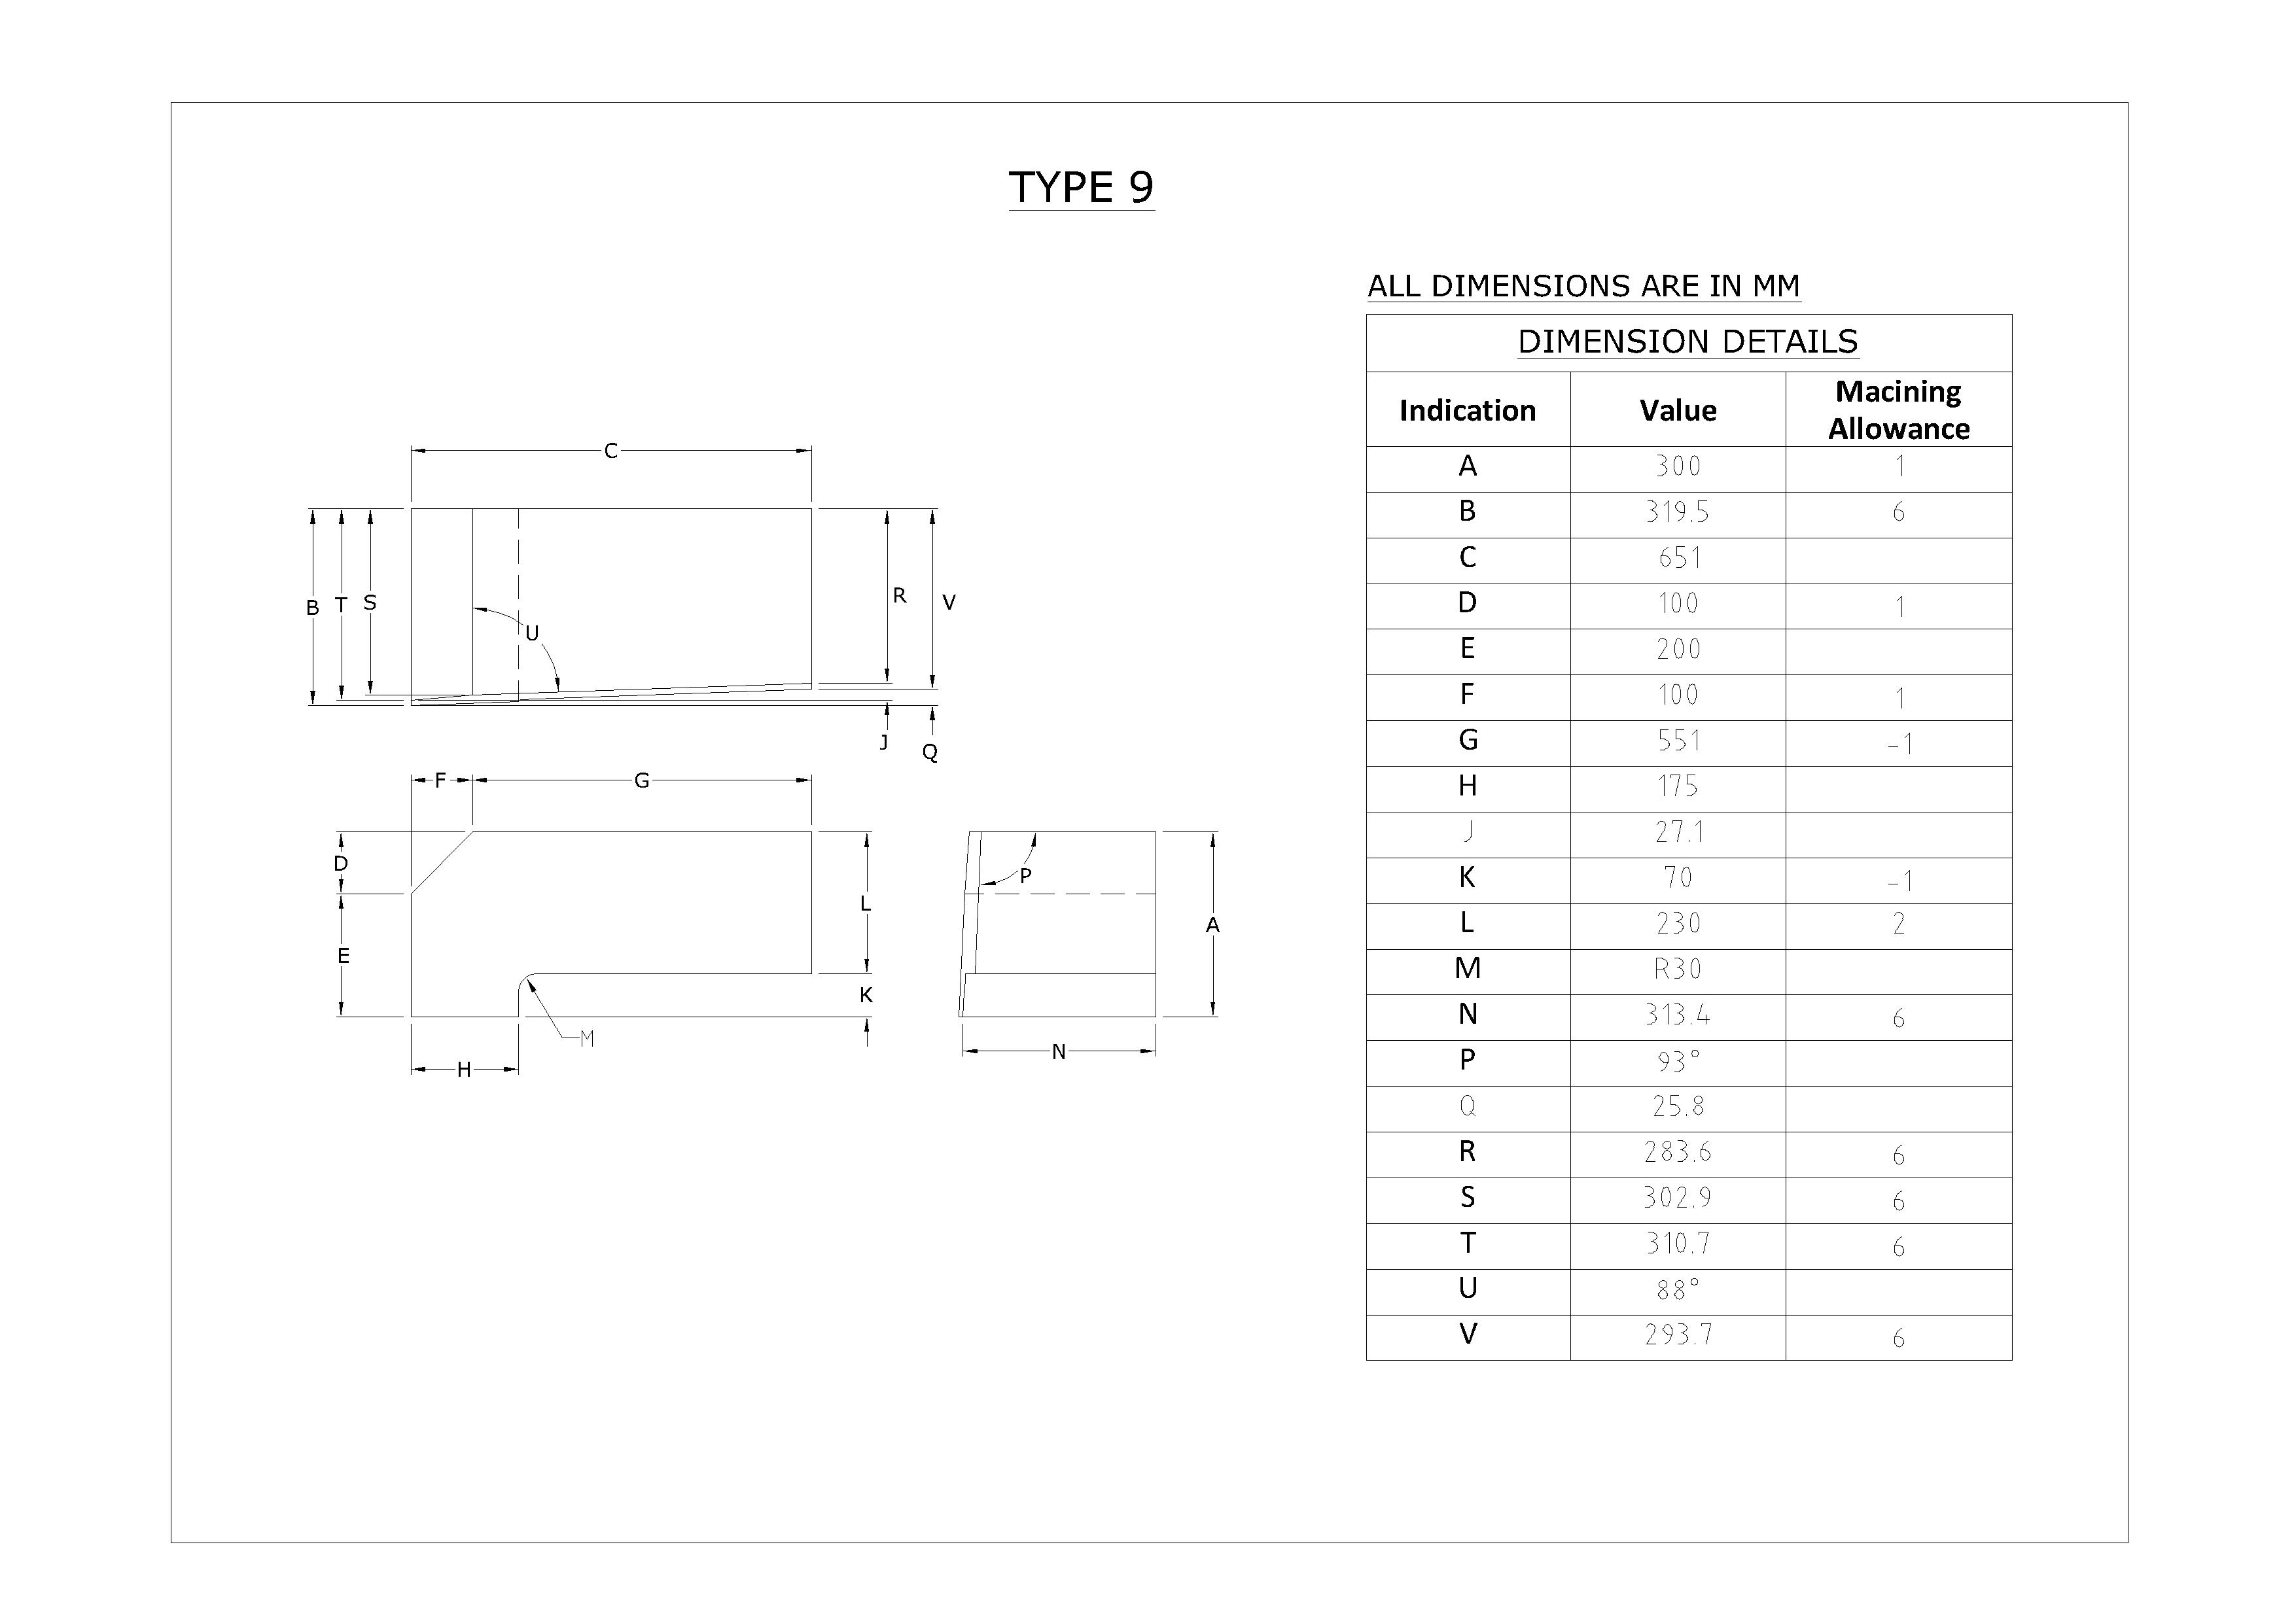 TYPE 9
ALL DIMENSIONS ARE IN MM
DIMENSION DETAILS
Indication Value Macining Allowance
A 300 1
B 319.5 6
C 651
D 100 1
E 200
F 100 1
G 551 -1
H 175
J 27.1
K 70 -1
L 230 2
M R30
N 313.4 6
P 93°
Q 25.8
R 283.6 6
S 302.9 6
T 310.7 6
U 88°
V 293.7 6
C
B T S R V
U
J Q
F G
D L P
E K A
M
H N